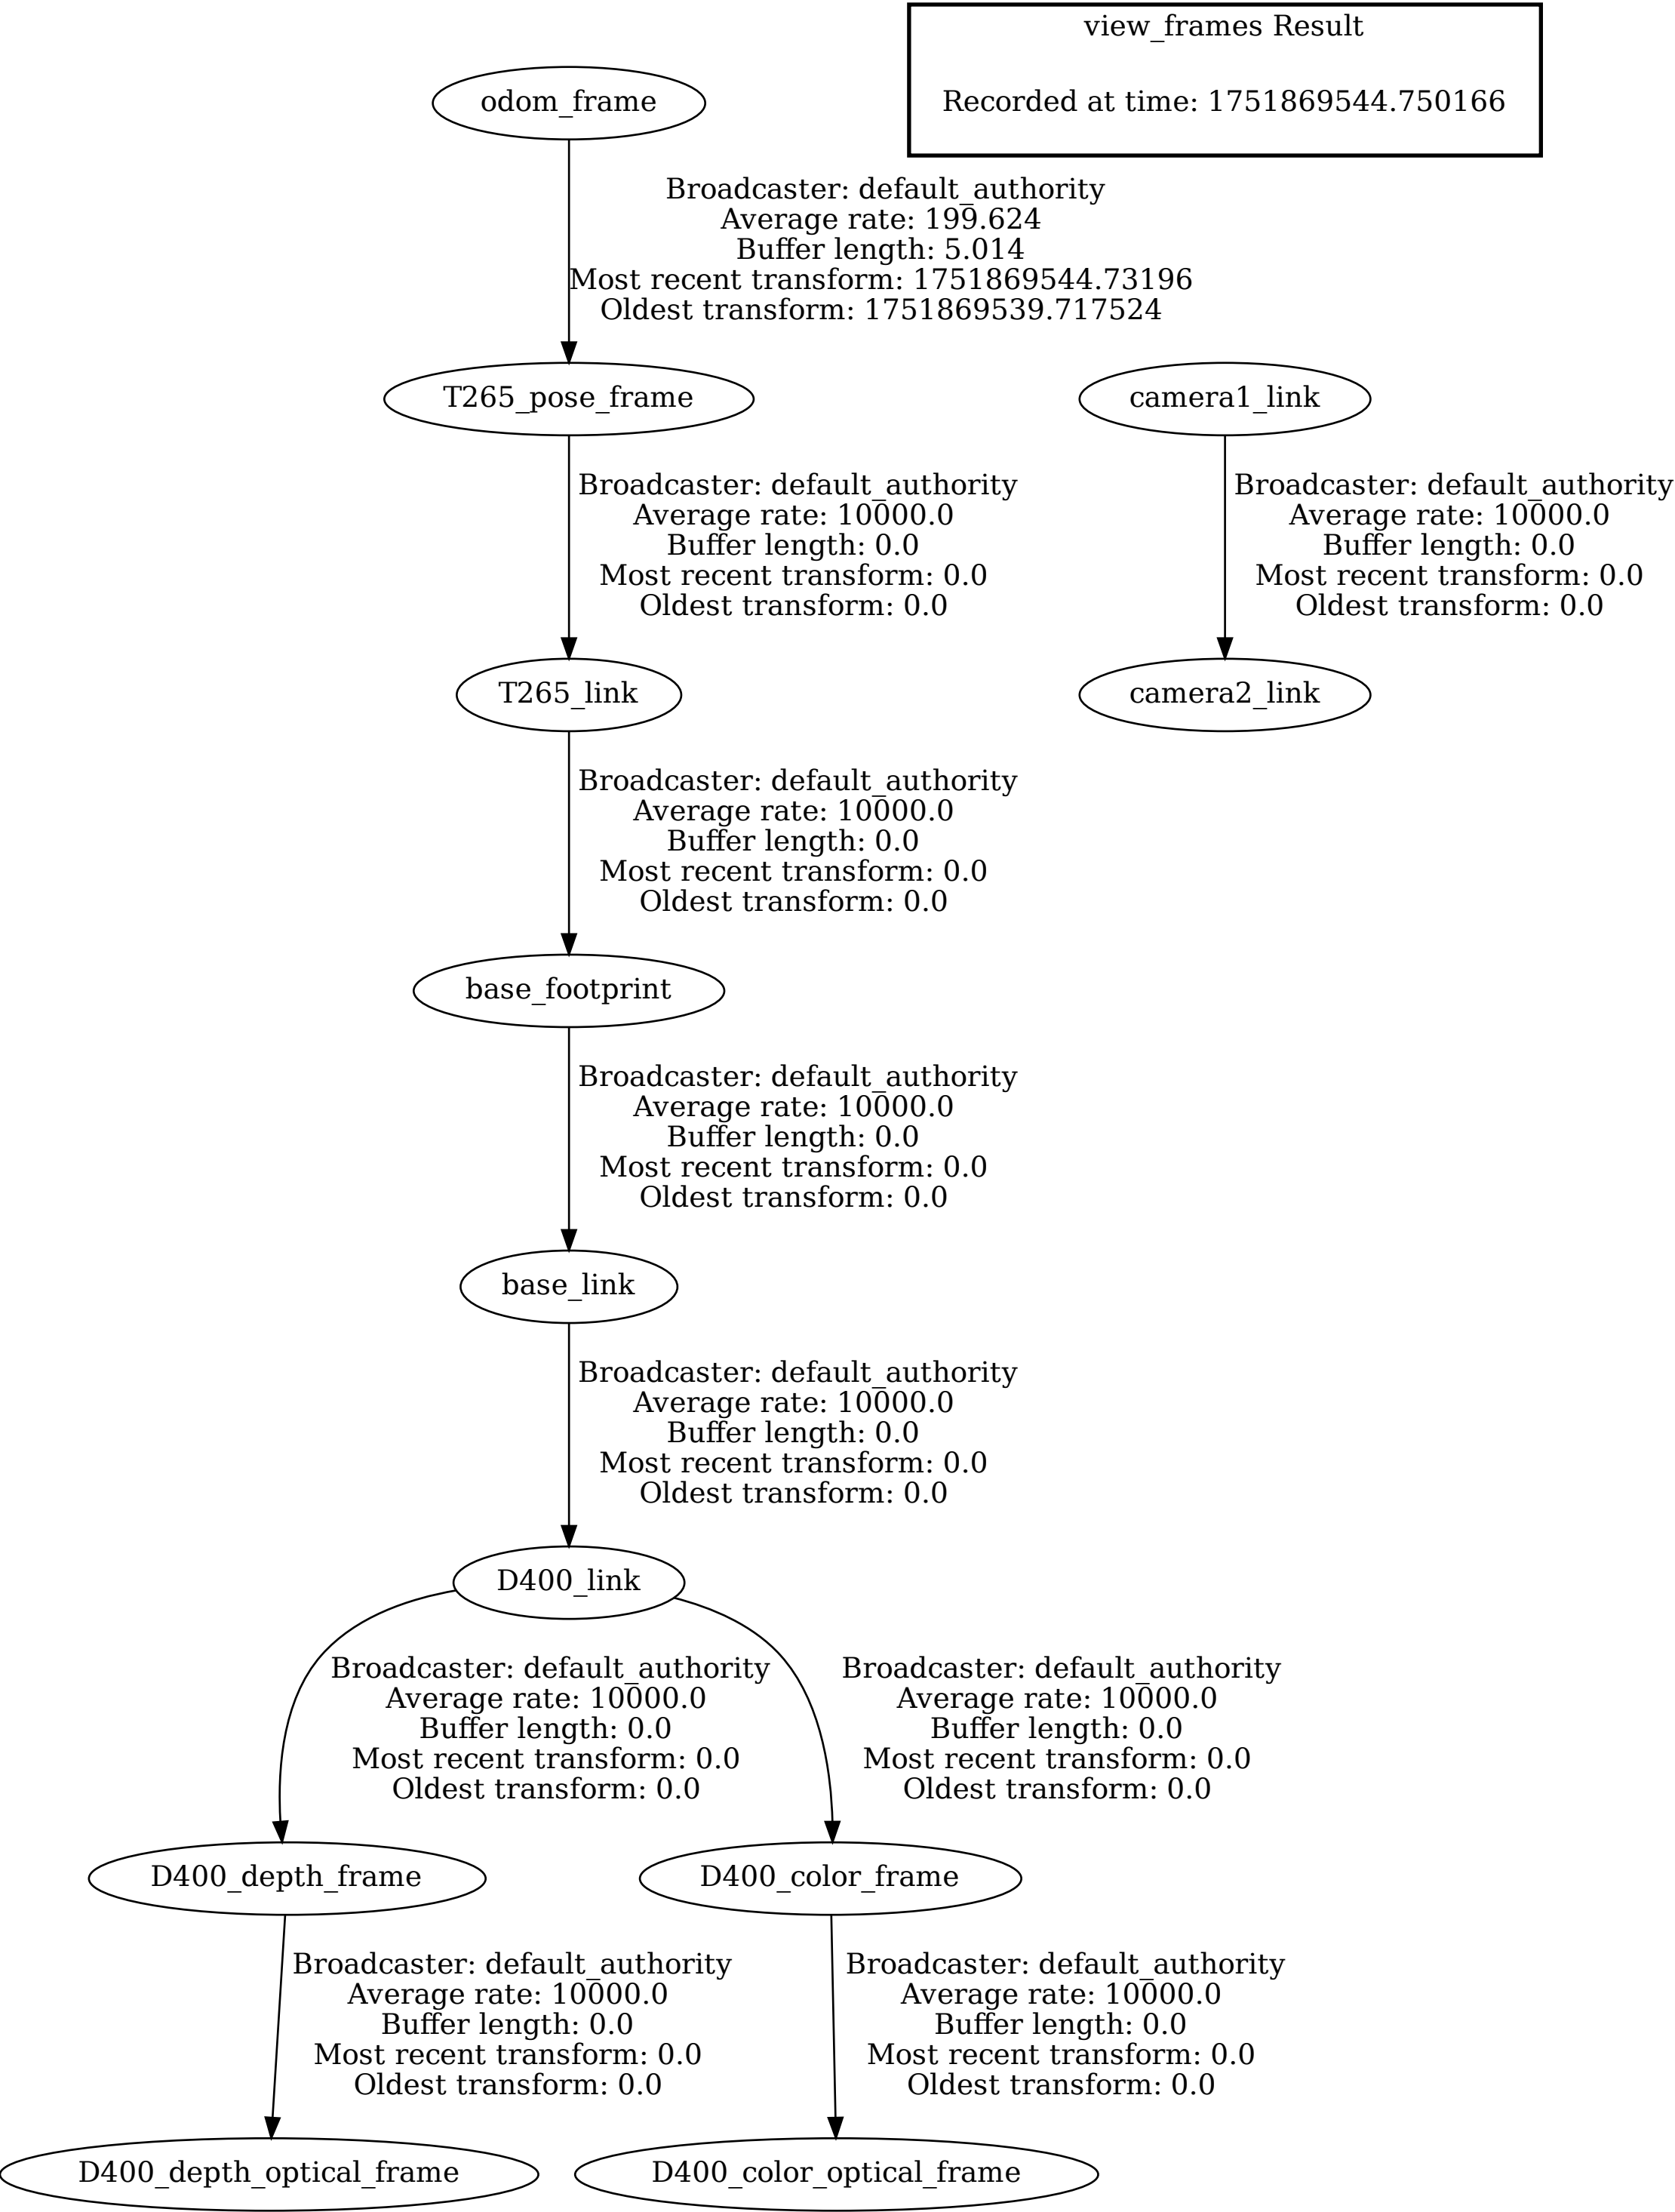 view_frames Result
Recorded at time: 1751869544.750166
odom_frame
Broadcaster: default_authority
Average rate: 199.624
Buffer length: 5.014
Most recent transform: 1751869544.73196
Oldest transform: 1751869539.717524
T265_pose_frame
camera1_link
Broadcaster: default_authority
Average rate: 10000.0
Buffer length: 0.0
Most recent transform: 0.0
Oldest transform: 0.0
Broadcaster: default_authority
Average rate: 10000.0
Buffer length: 0.0
Most recent transform: 0.0
Oldest transform: 0.0
T265_link
camera2_link
Broadcaster: default_authority
Average rate: 10000.0
Buffer length: 0.0
Most recent transform: 0.0
Oldest transform: 0.0
base_footprint
Broadcaster: default_authority
Average rate: 10000.0
Buffer length: 0.0
Most recent transform: 0.0
Oldest transform: 0.0
base_link
Broadcaster: default_authority
Average rate: 10000.0
Buffer length: 0.0
Most recent transform: 0.0
Oldest transform: 0.0
D400_link
Broadcaster: default_authority
Average rate: 10000.0
Buffer length: 0.0
Most recent transform: 0.0
Oldest transform: 0.0
Broadcaster: default_authority
Average rate: 10000.0
Buffer length: 0.0
Most recent transform: 0.0
Oldest transform: 0.0
D400_depth_frame
D400_color_frame
Broadcaster: default_authority
Average rate: 10000.0
Buffer length: 0.0
Most recent transform: 0.0
Oldest transform: 0.0
Broadcaster: default_authority
Average rate: 10000.0
Buffer length: 0.0
Most recent transform: 0.0
Oldest transform: 0.0
D400_depth_optical_frame
D400_color_optical_frame